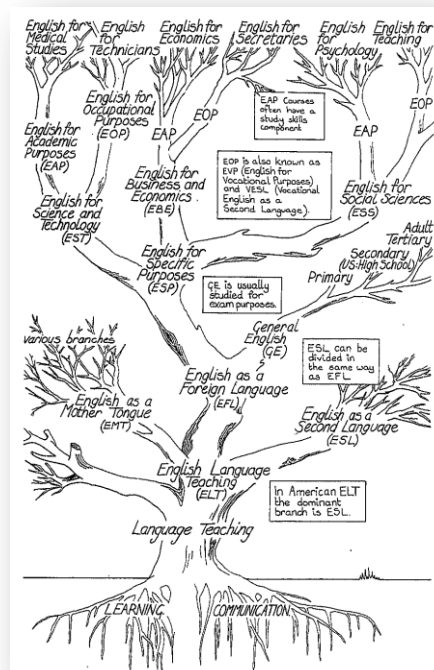 English for
Medical
Studies
English
for
Technicians
English for
Economics
English for
Secretaries
English
for
Psychology
English for
Teaching
English for
Occupational
Purposes
(EOP)
EAP
EOP
EAP Courses
often have a
study skills
component
EAP
EOP
English for
Academic
Purposes
(EAP)
EOP is also known as
EVP (English for
Vocational Purposes)
and VESL (Vocational
English as a
Second Language).
English for
Business and
Economics
(EBE)
English for
Social Sciences
(ESS)
English for
Science and
Technology
(EST)
Adult
Tertiary
Secondary
(US-High School)
Primary
English for
Specific
Purposes
(ESP)
GE is usually
studied for
exam purposes.
General
English
(GE)
various branches
ESL can be
divided in
the same way
as EFL.
English as a
Foreign Language
(EFL)
English as a
Mother Tongue
(EMT)
English as a
Second Language
(ESL)
English Language
Teaching
(ELT)
In American ELT
the dominant
branch is ESL.
Language Teaching
LEARNING
COMMUNICATION